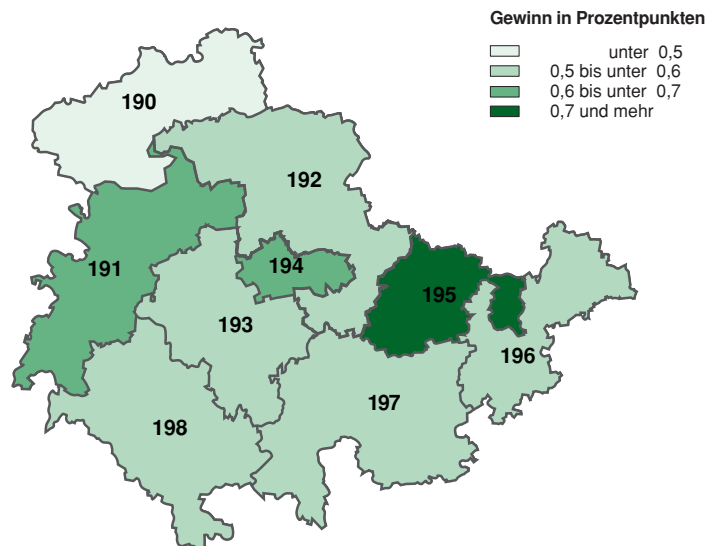 Gewinn in Prozentpunkten
unter 0,5
0,5 bis unter 0,6
0,6 bis unter 0,7
0,7 und mehr
190
192
191
194
195
193
196
197
198